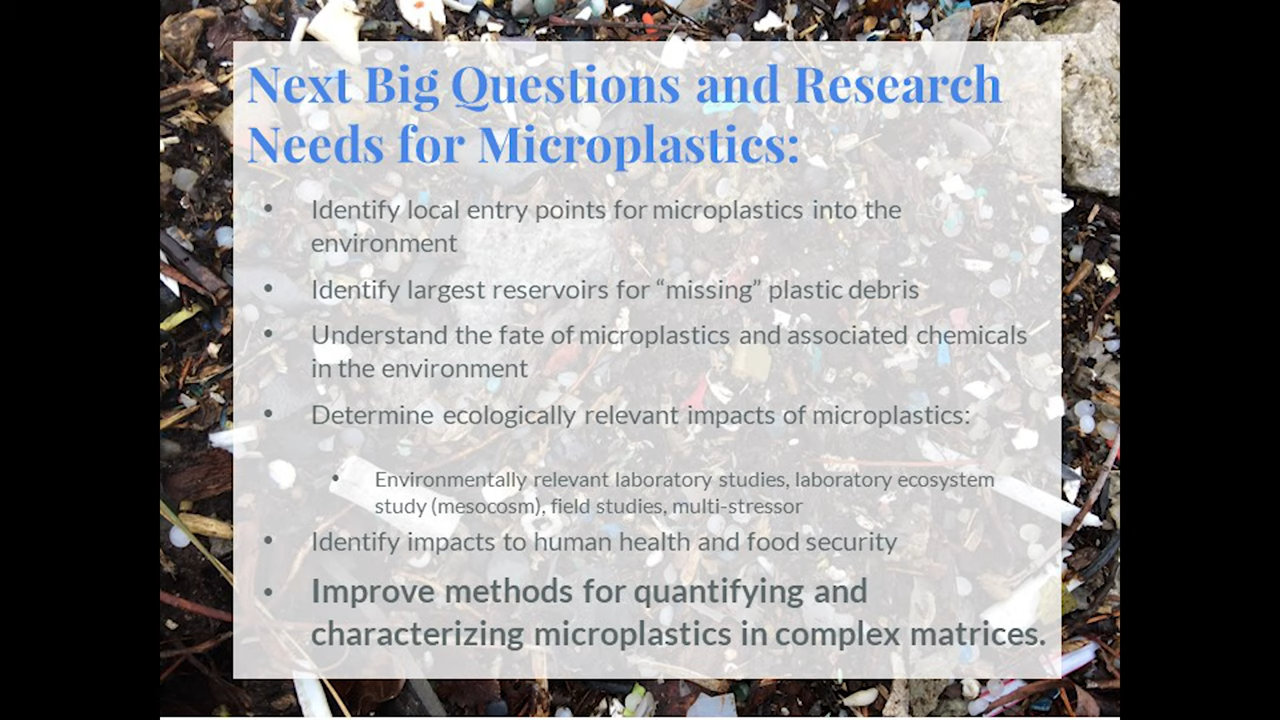 Next Big Questions and Research
Needs for Microplastics:
• Identify local entry points for microplastics into the
environment
• Identify largest reservoirs for “missing” plastic debris
• Understand the fate of microplastics and associated chemicals
in the environment
• Determine ecologically relevant impacts of microplastics:
• Environmentally relevant laboratory studies, laboratory ecosystem
study (mesocosm), field studies, multi-stressor
• Identify impacts to human health and food security
• Improve methods for quantifying and
characterizing microplastics in complex matrices.